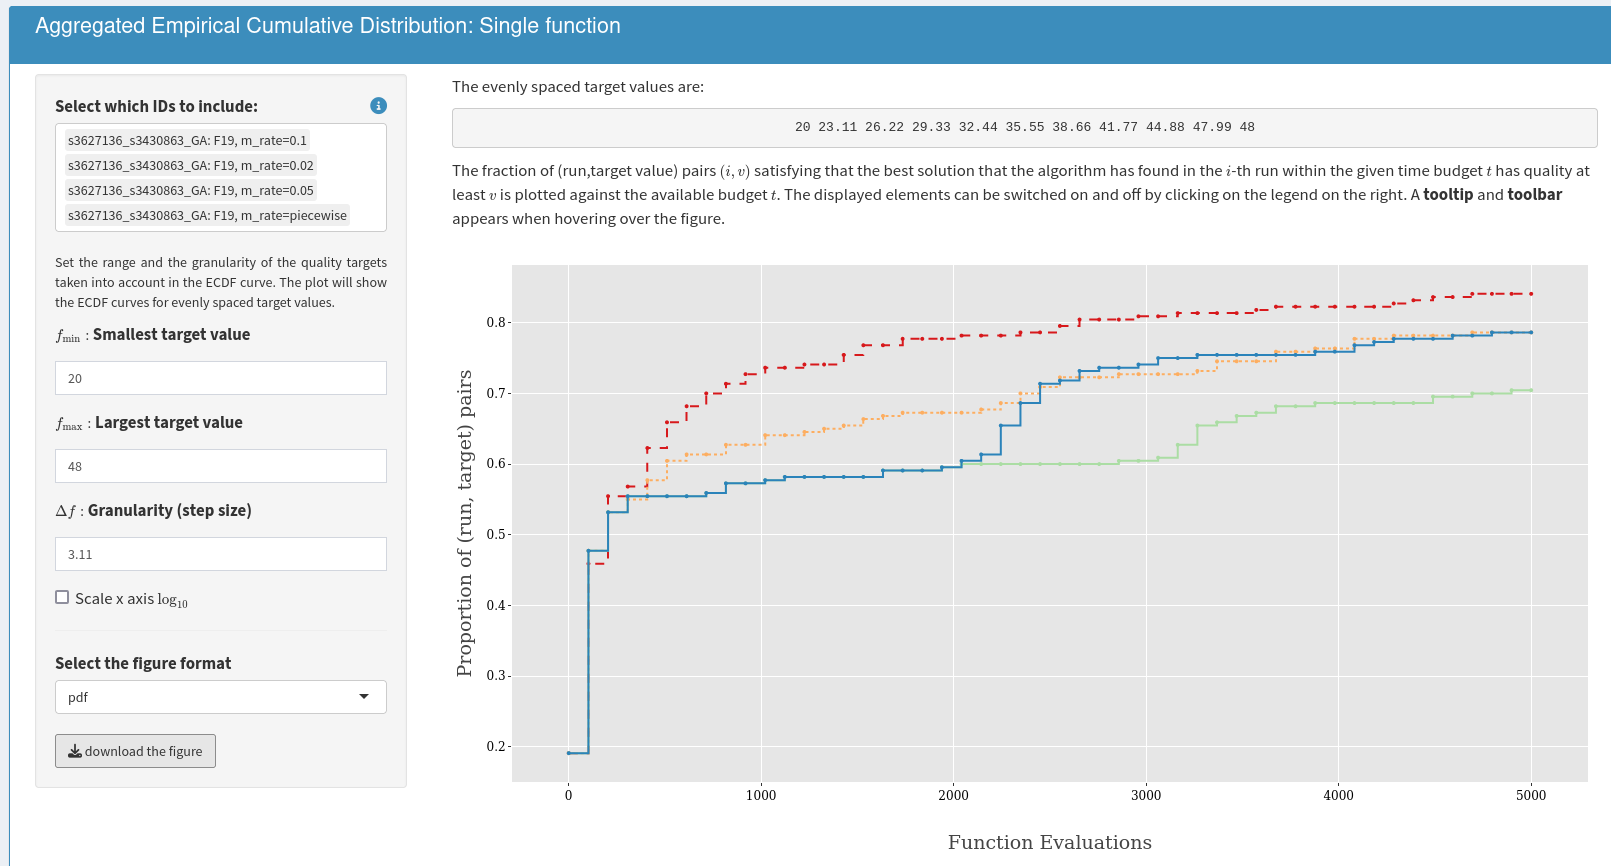 Aggregated Empirical Cumulative Distribution: Single function
Select which IDs to include:
s3627136_s3430863_GA: F19, m_rate=0.1
s3627136_s3430863_GA: F19, m_rate=0.02
s3627136_s3430863_GA: F19, m_rate=0.05
s3627136_s3430863_GA: F19, m_rate=piecewise
Set the range and the granularity of the quality targets
taken into account in the ECDF curve. The plot will show
the ECDF curves for evenly spaced target values.
fmin : Smallest target value
20
fmax : Largest target value
48
Δf : Granularity (step size)
3.11
Scale x axis log10
Select the figure format
pdf
download the figure
The evenly spaced target values are:
20 23.11 26.22 29.33 32.44 35.55 38.66 41.77 44.88 47.99 48
The fraction of (run,target value) pairs (i, v) satisfying that the best solution that the algorithm has found in the i-th run within the given time budget t has quality at
least v is plotted against the available budget t. The displayed elements can be switched on and off by clicking on the legend on the right. A tooltip and toolbar
appears when hovering over the figure.
Proportion of (run, target) pairs
0.8
0.7
0.6
0.5
0.4
0.3
0.2
0 1000 2000 3000 4000 5000
Function Evaluations